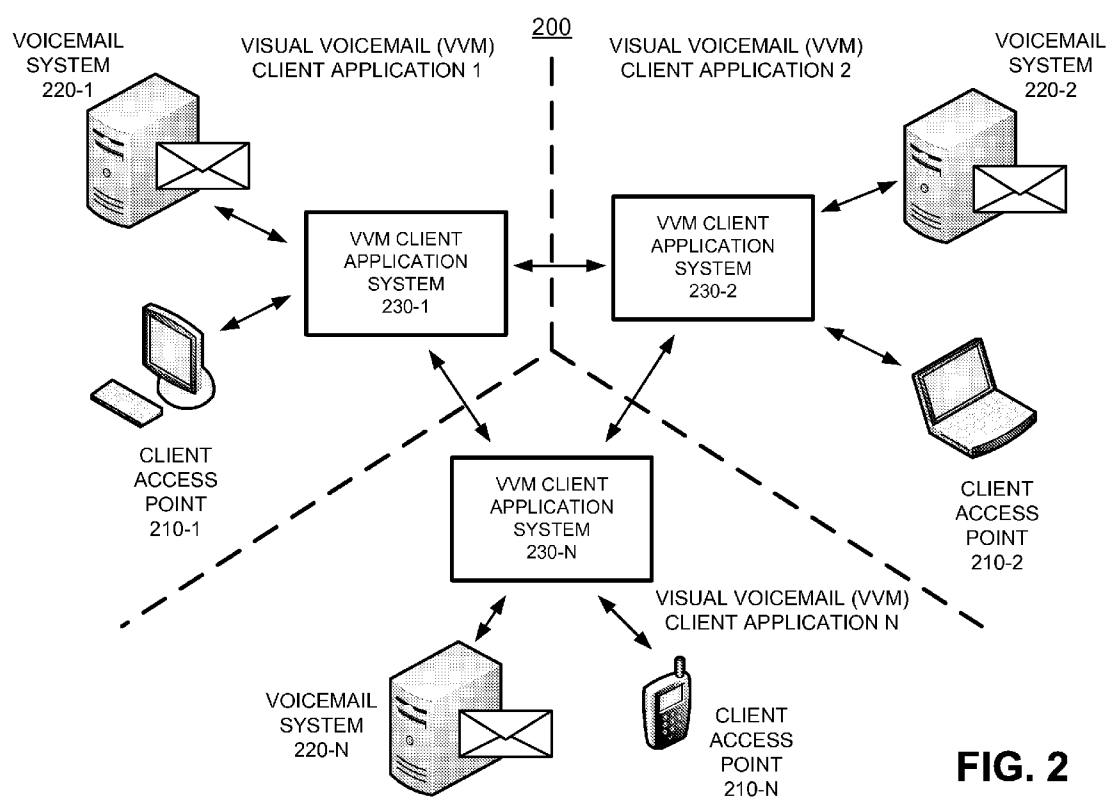 200
VOICEMAIL
SYSTEM
220-1
VISUAL VOICEMAIL (VVM)
CLIENT APPLICATION 1
VISUAL VOICEMAIL (VVM)
CLIENT APPLICATION 2
VOICEMAIL
SYSTEM
220-2
VVM CLIENT
APPLICATION
SYSTEM
230-1
VVM CLIENT
APPLICATION
SYSTEM
230-2
CLIENT
ACCESS
POINT
210-1
VVM CLIENT
APPLICATION
SYSTEM
230-N
CLIENT
ACCESS
POINT
210-2
VISUAL VOICEMAIL (VVM)
CLIENT APPLICATION N
VOICEMAIL
SYSTEM
220-N
CLIENT
ACCESS
POINT
210-N
FIG. 2